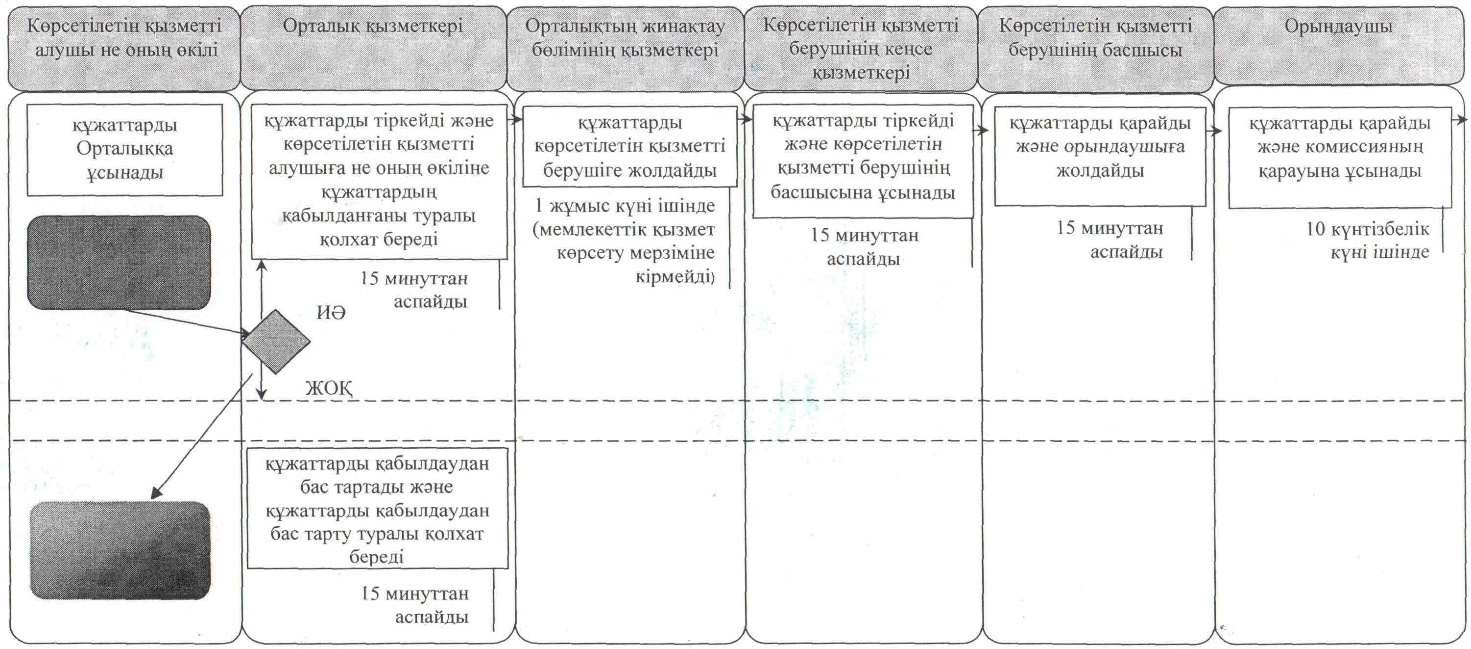 Көрсетілетін қызметті
алушы не оның өкілі
Орталық қызметкері
Орталықтың жинақтау
бөлімінің қызметкері
Көрсетілетін қызметті
берушінің кеңсе
қызметкері
Көрсетілетін қызметті
берушінің басшысы
Орындаушы
құжаттарды
Орталыққа
ұсынады
құжаттарды тіркейді және
көрсетілетін қызметті
алушыға не оның өкіліне
құжаттардың
қабылданғаны туралы
қолхат береді
15 минуттан
аспайды
ИӘ
ЖОҚ
құжаттарды қабылдаудан
бас тартады және
құжаттарды қабылдаудан
бас тарту туралы қолхат
береді
15 минуттан
аспайды
құжаттарды
көрсетілетін қызметті
берушіге жолдайды
1 жұмыс күні ішінде
(мемлекеттік қызмет
көрсету мерзіміне
кірмейді)
құжаттарды тіркейді
және көрсетілетін
қызметті берушінің
басшысына ұсынады
15 минуттан
аспайды
құжаттарды қарайды
және орындаушыға
жолдайды
15 минуттан
аспайды
құжаттарды қарайды
және комиссияның
қарауына ұсынады
10 күнтізбелік
күні ішінде